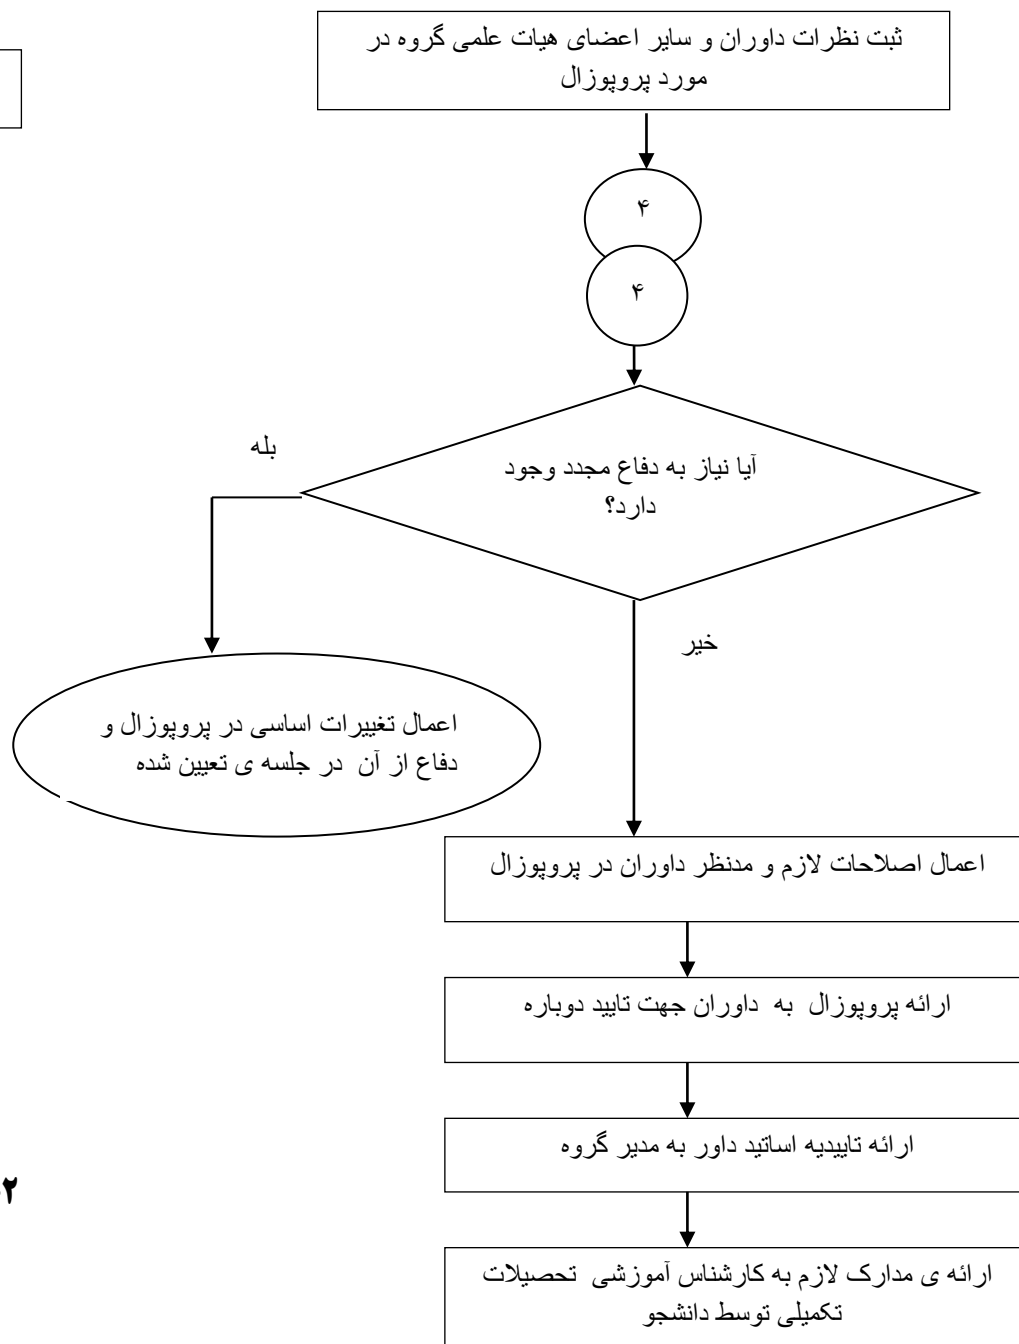 ثبت نظرات داوران و سایر اعضای هیات علمی گروه در
مورد پروپوزال
۴
۴
آیا نیاز به دفاع مجدد وجود
دارد؟
بله
خیر
اعمال تغییرات اساسی در پروپوزال و
دفاع از آن در جلسه ی تعیین شده
اعمال اصلاحات لازم و مدنظر داوران در پروپوزال
ارائه پروپوزال به داوران جهت تایید دوباره
ارائه تاییدیه اساتید داور به مدیر گروه
۲
ارائه ی مدارک لازم به کارشناس آموزشی تحصیلات
تکمیلی توسط دانشجو